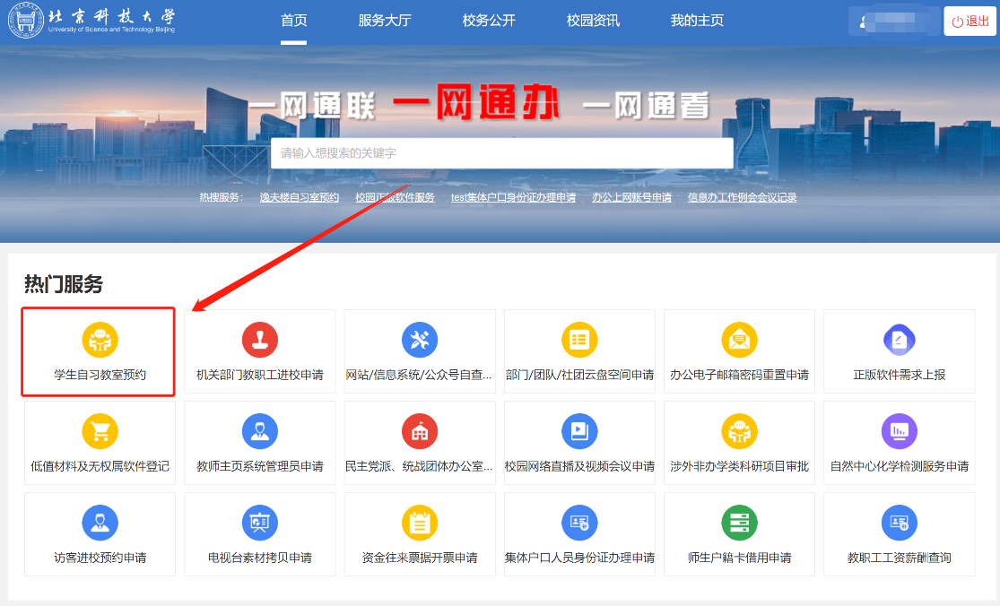 北京科技大学
University of Science and Technology Beijing
首页 服务大厅 校务公开 校园资讯 我的主页
退出
一网通联 一网通办 一网通看
请输入想搜索的关键字
热搜服务： 逸夫楼自习室预约 校园正版软件服务 test集体户口身份证办理申请 办公上网账号申请 信息办工作例会会议记录
热门服务
学生自习教室预约 机关部门教职工进校申请 网站/信息系统/公众号自查... 部门/团队/社团云盘空间申请 办公电子邮箱密码重置申请 正版软件需求上报
低值材料及无权属软件登记 教师主页系统管理员申请 民主党派、统战团体办公室... 校园网络直播及视频会议申请 涉外非办学类科研项目审批 自然中心化学检测服务申请
访客进校预约申请 电视台素材拷贝申请 资金往来票据开票申请 集体户口人员身份证办理申请 师生户籍卡借用申请 教职工工资薪酬查询